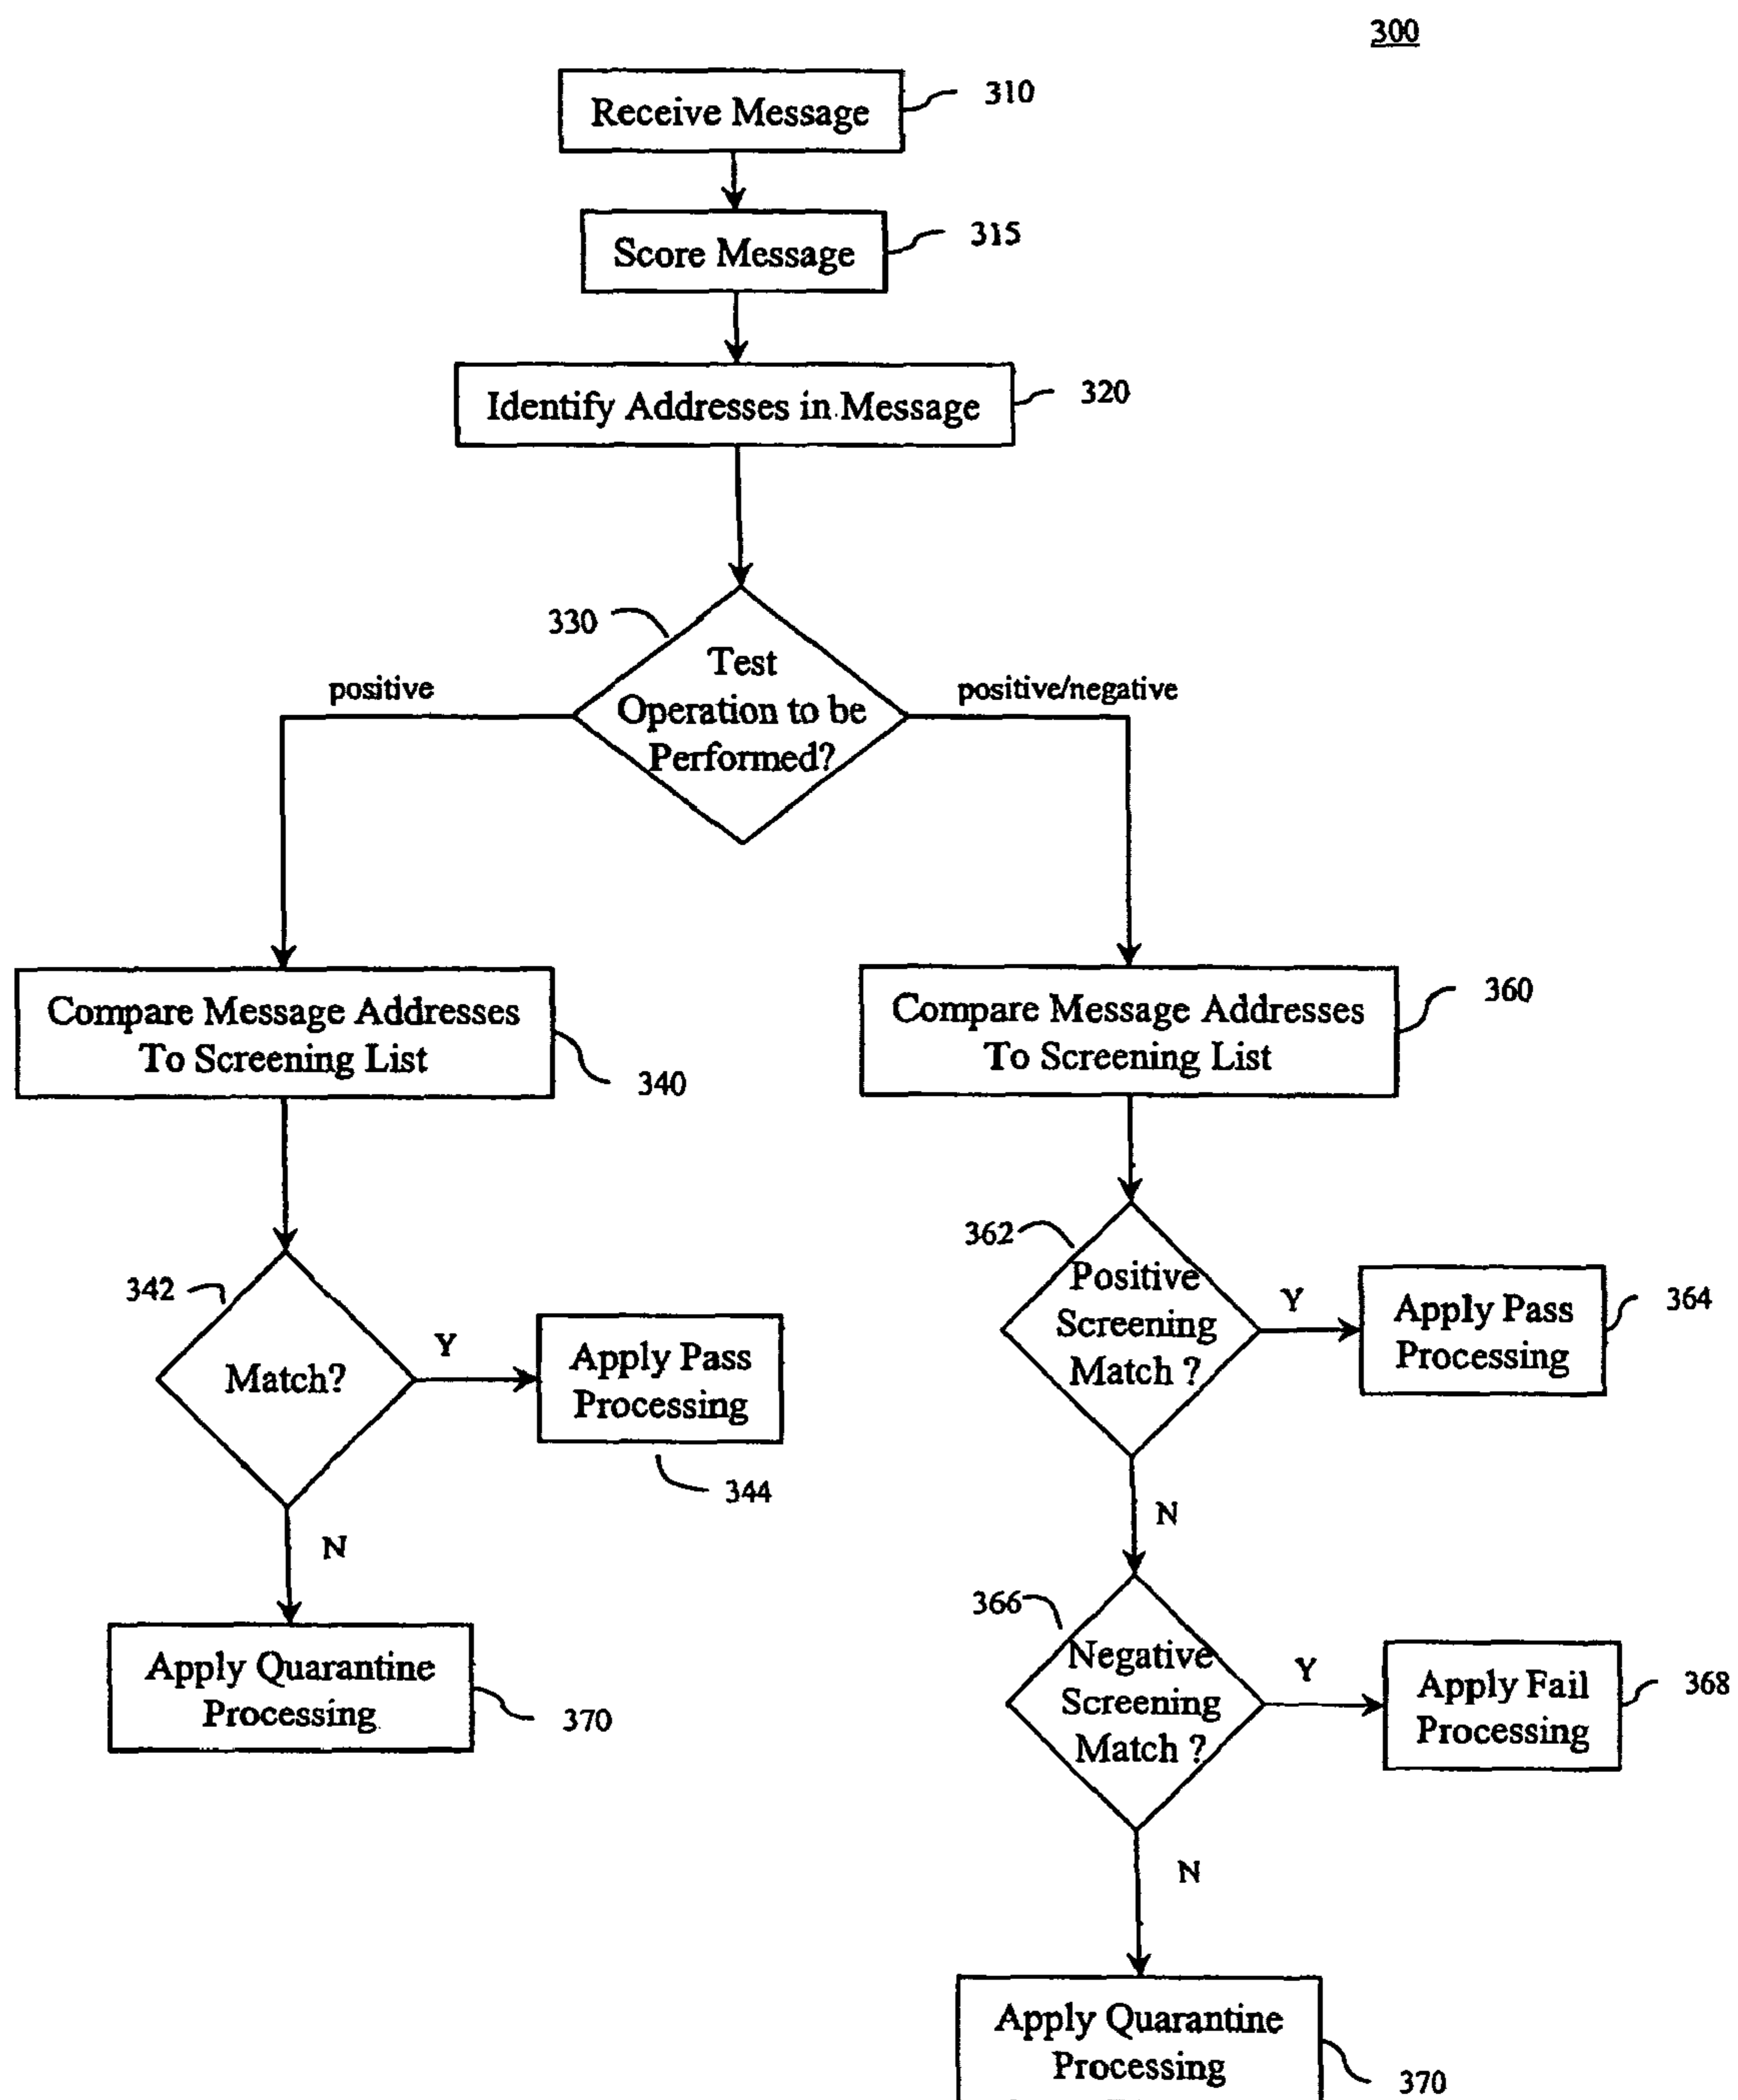 300
Receive Message
310
Score Message
315
Identify Addresses in Message
320
330
Test
Operation to be
Performed?
positive
positive/negative
Compare Message Addresses
To Screening List
340
Compare Message Addresses
To Screening List
360
342
Match?
Y
Apply Pass
Processing
344
N
Apply Quarantine
Processing
370
362
Positive
Screening
Match ?
Y
Apply Pass
Processing
364
N
366
Negative
Screening
Match ?
Y
Apply Fail
Processing
368
N
Apply Quarantine
Processing
370